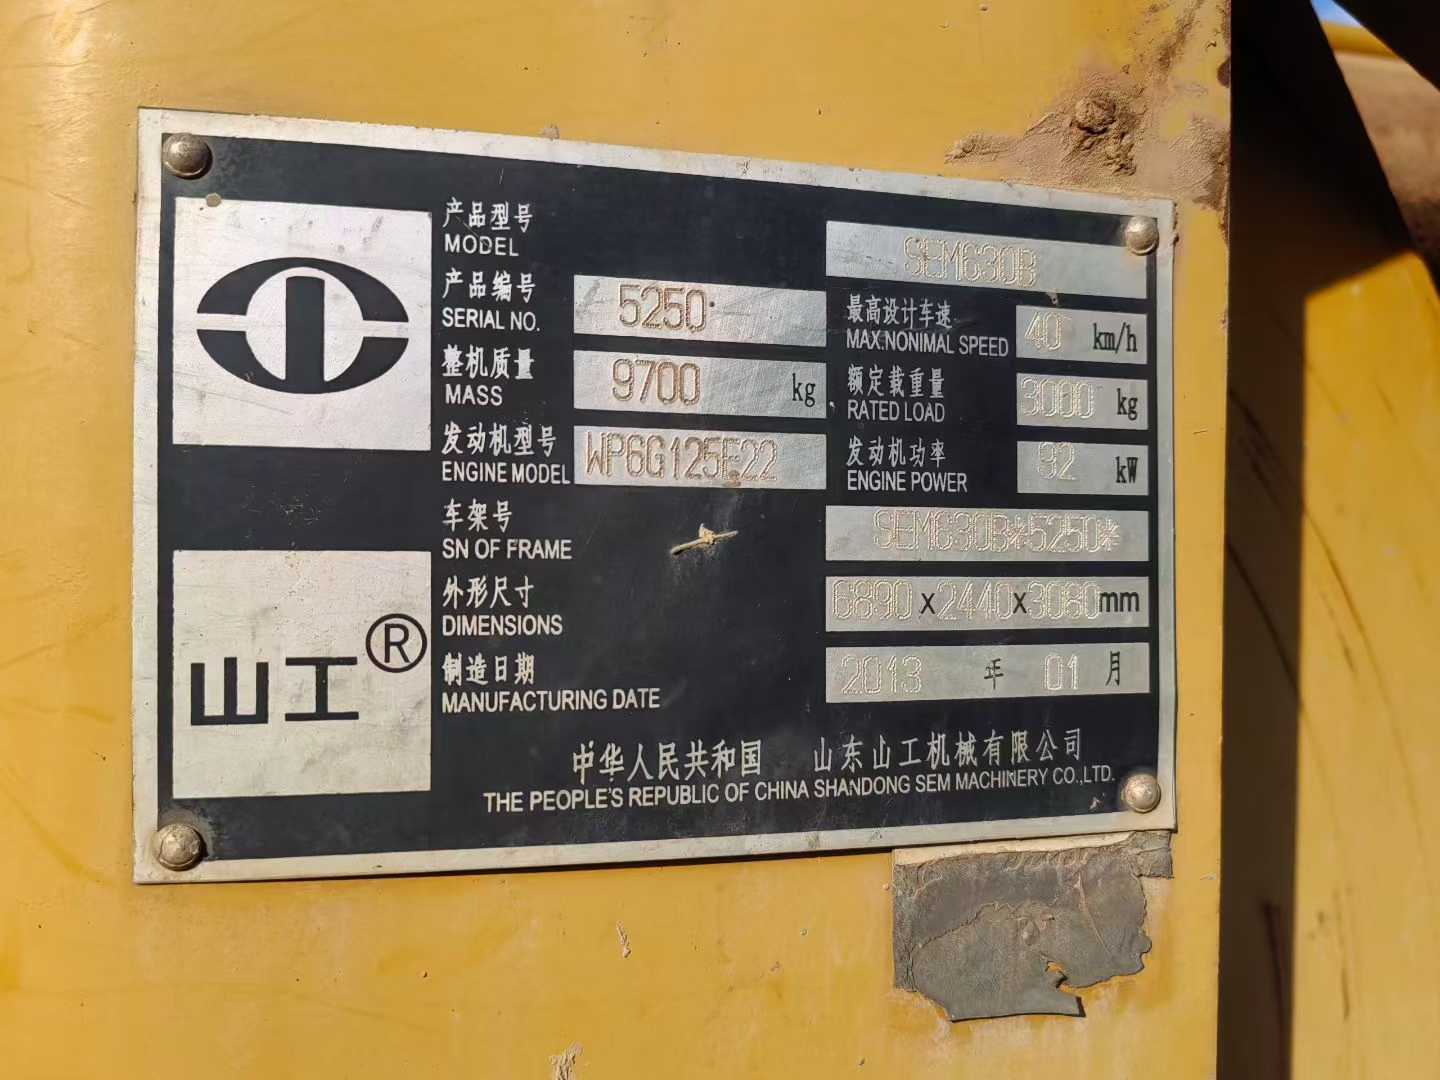 产品型号
MODEL
SEM630B
产品编号
SERIAL NO.
5250
最高设计车速
MAX.NONIMAL SPEED
40 km/h
整机质量
MASS
9700 kg
额定载重量
RATED LOAD
3000 kg
发动机型号
ENGINE MODEL
WP6G125E22
发动机功率
ENGINE POWER
92 kW
车架号
SN OF FRAME
SEM630B*5250*
外形尺寸
DIMENSIONS
6890 x 2440 x 3060 mm
制造日期
MANUFACTURING DATE
2013 年 01 月
山工®
中华人民共和国 山东山工机械有限公司
THE PEOPLE'S REPUBLIC OF CHINA SHANDONG SEM MACHINERY CO.,LTD.